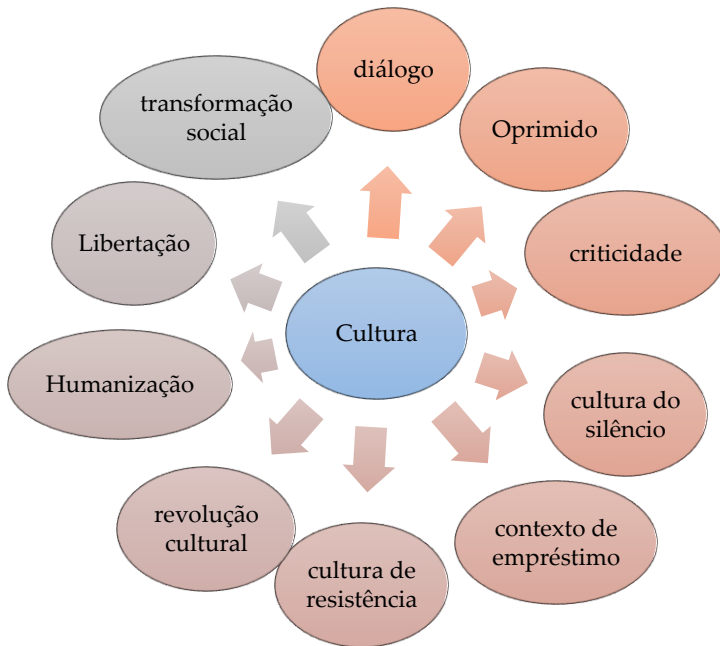 diálogo
Oprimido
criticidade
cultura do
silêncio
contexto de
empréstimo
cultura de
resistência
revolução
cultural
Humanização
Libertação
transformação
social
Cultura